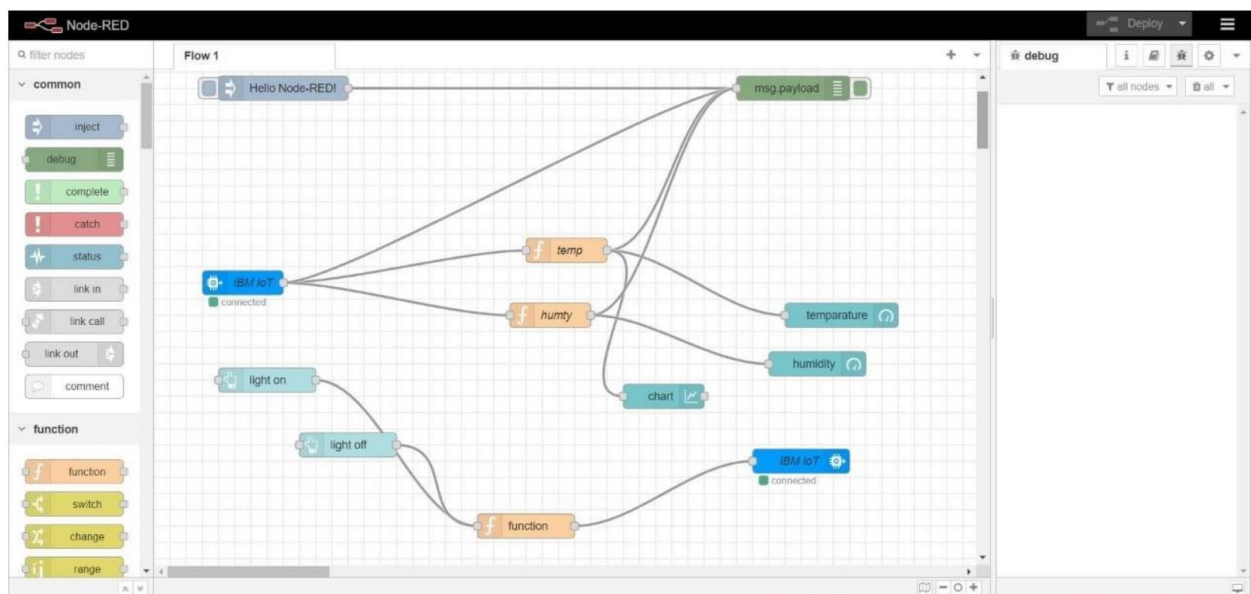 Node-RED
Deploy
filter nodes
Flow 1
debug
i
all nodes
all
common
inject
debug
complete
catch
status
link in
link call
link out
comment
function
function
switch
change
range
Hello Node-RED!
msg.payload
temp
IBM IoT
connected
humty
temparature
humidity
light on
chart
light off
IBM IoT
connected
function